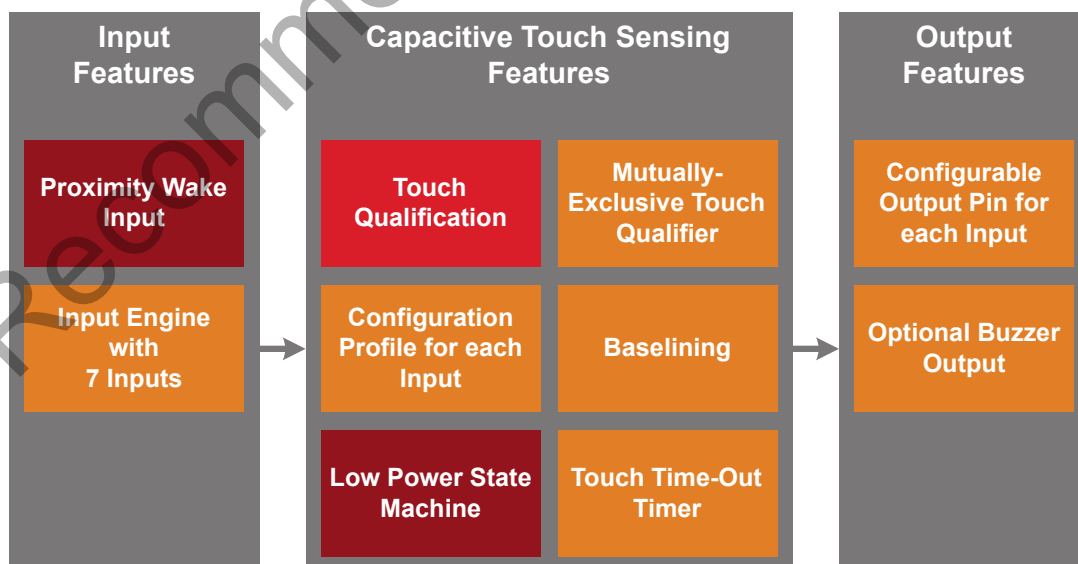 Input
Features
Capacitive Touch Sensing
Features
Output
Features
Proximity Wake
Input
Touch
Qualification
Mutually-
Exclusive Touch
Qualifier
Configurable
Output Pin for
each Input
Input Engine
with
7 Inputs
Configuration
Profile for each
Input
Baselining
Optional Buzzer
Output
Low Power State
Machine
Touch Time-Out
Timer